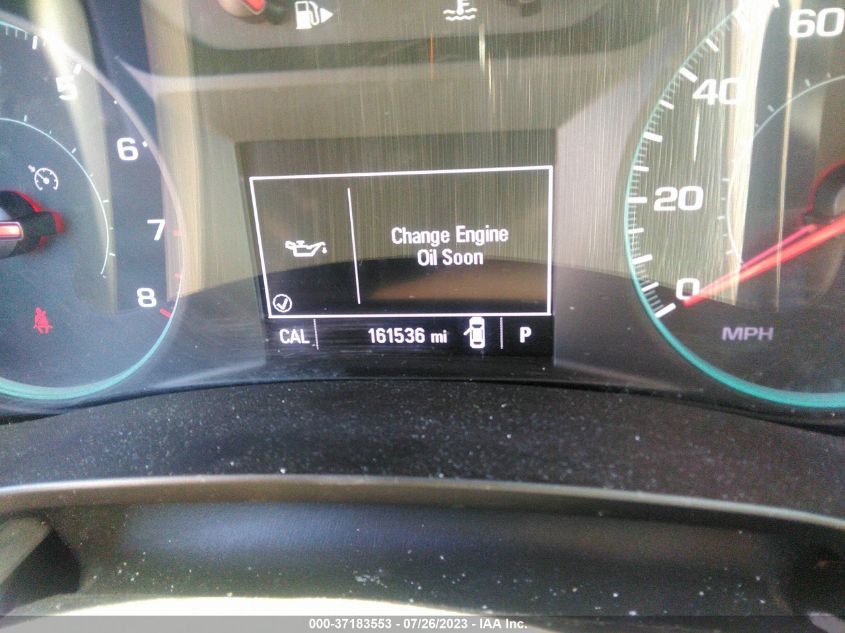 60
5
40
6
Change Engine
Oil Soon
20
7
8
0
CAL
161536 mi
P
MPH
000-37183553 - 07/26/2023 - IAA Inc.